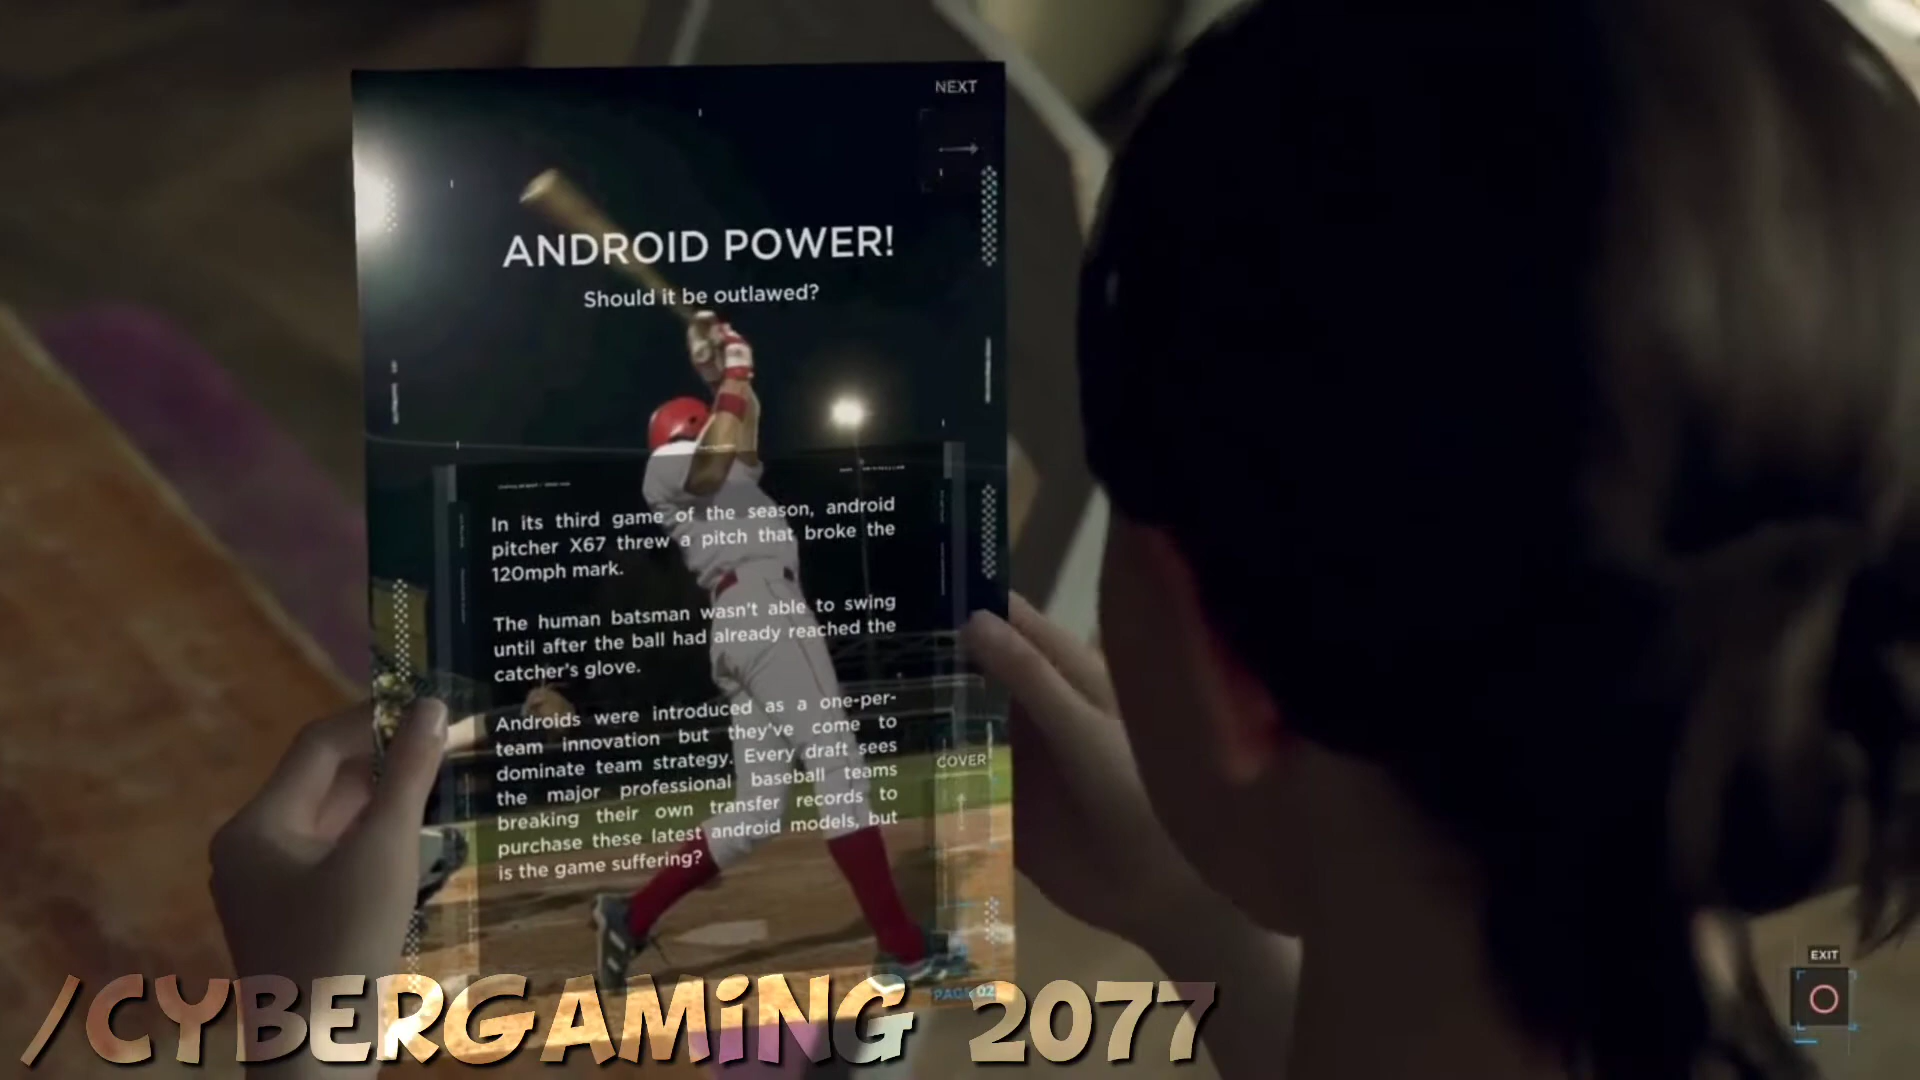 NEXT
ANDROID POWER!
Should it be outlawed?
In its third game of the season, android
pitcher X67 threw a pitch that broke the
120mph mark.
The human batsman wasn't able to swing
until after the ball had already reached the
catcher's glove.
Androids were introduced as a one-per-
team innovation but they've come to
dominate team strategy. Every draft sees
the major professional baseball teams
breaking their own transfer records to
purchase these latest android models, but
is the game suffering?
COVER
PAGE 02
EXIT
/CYBERGAMiNG 2077